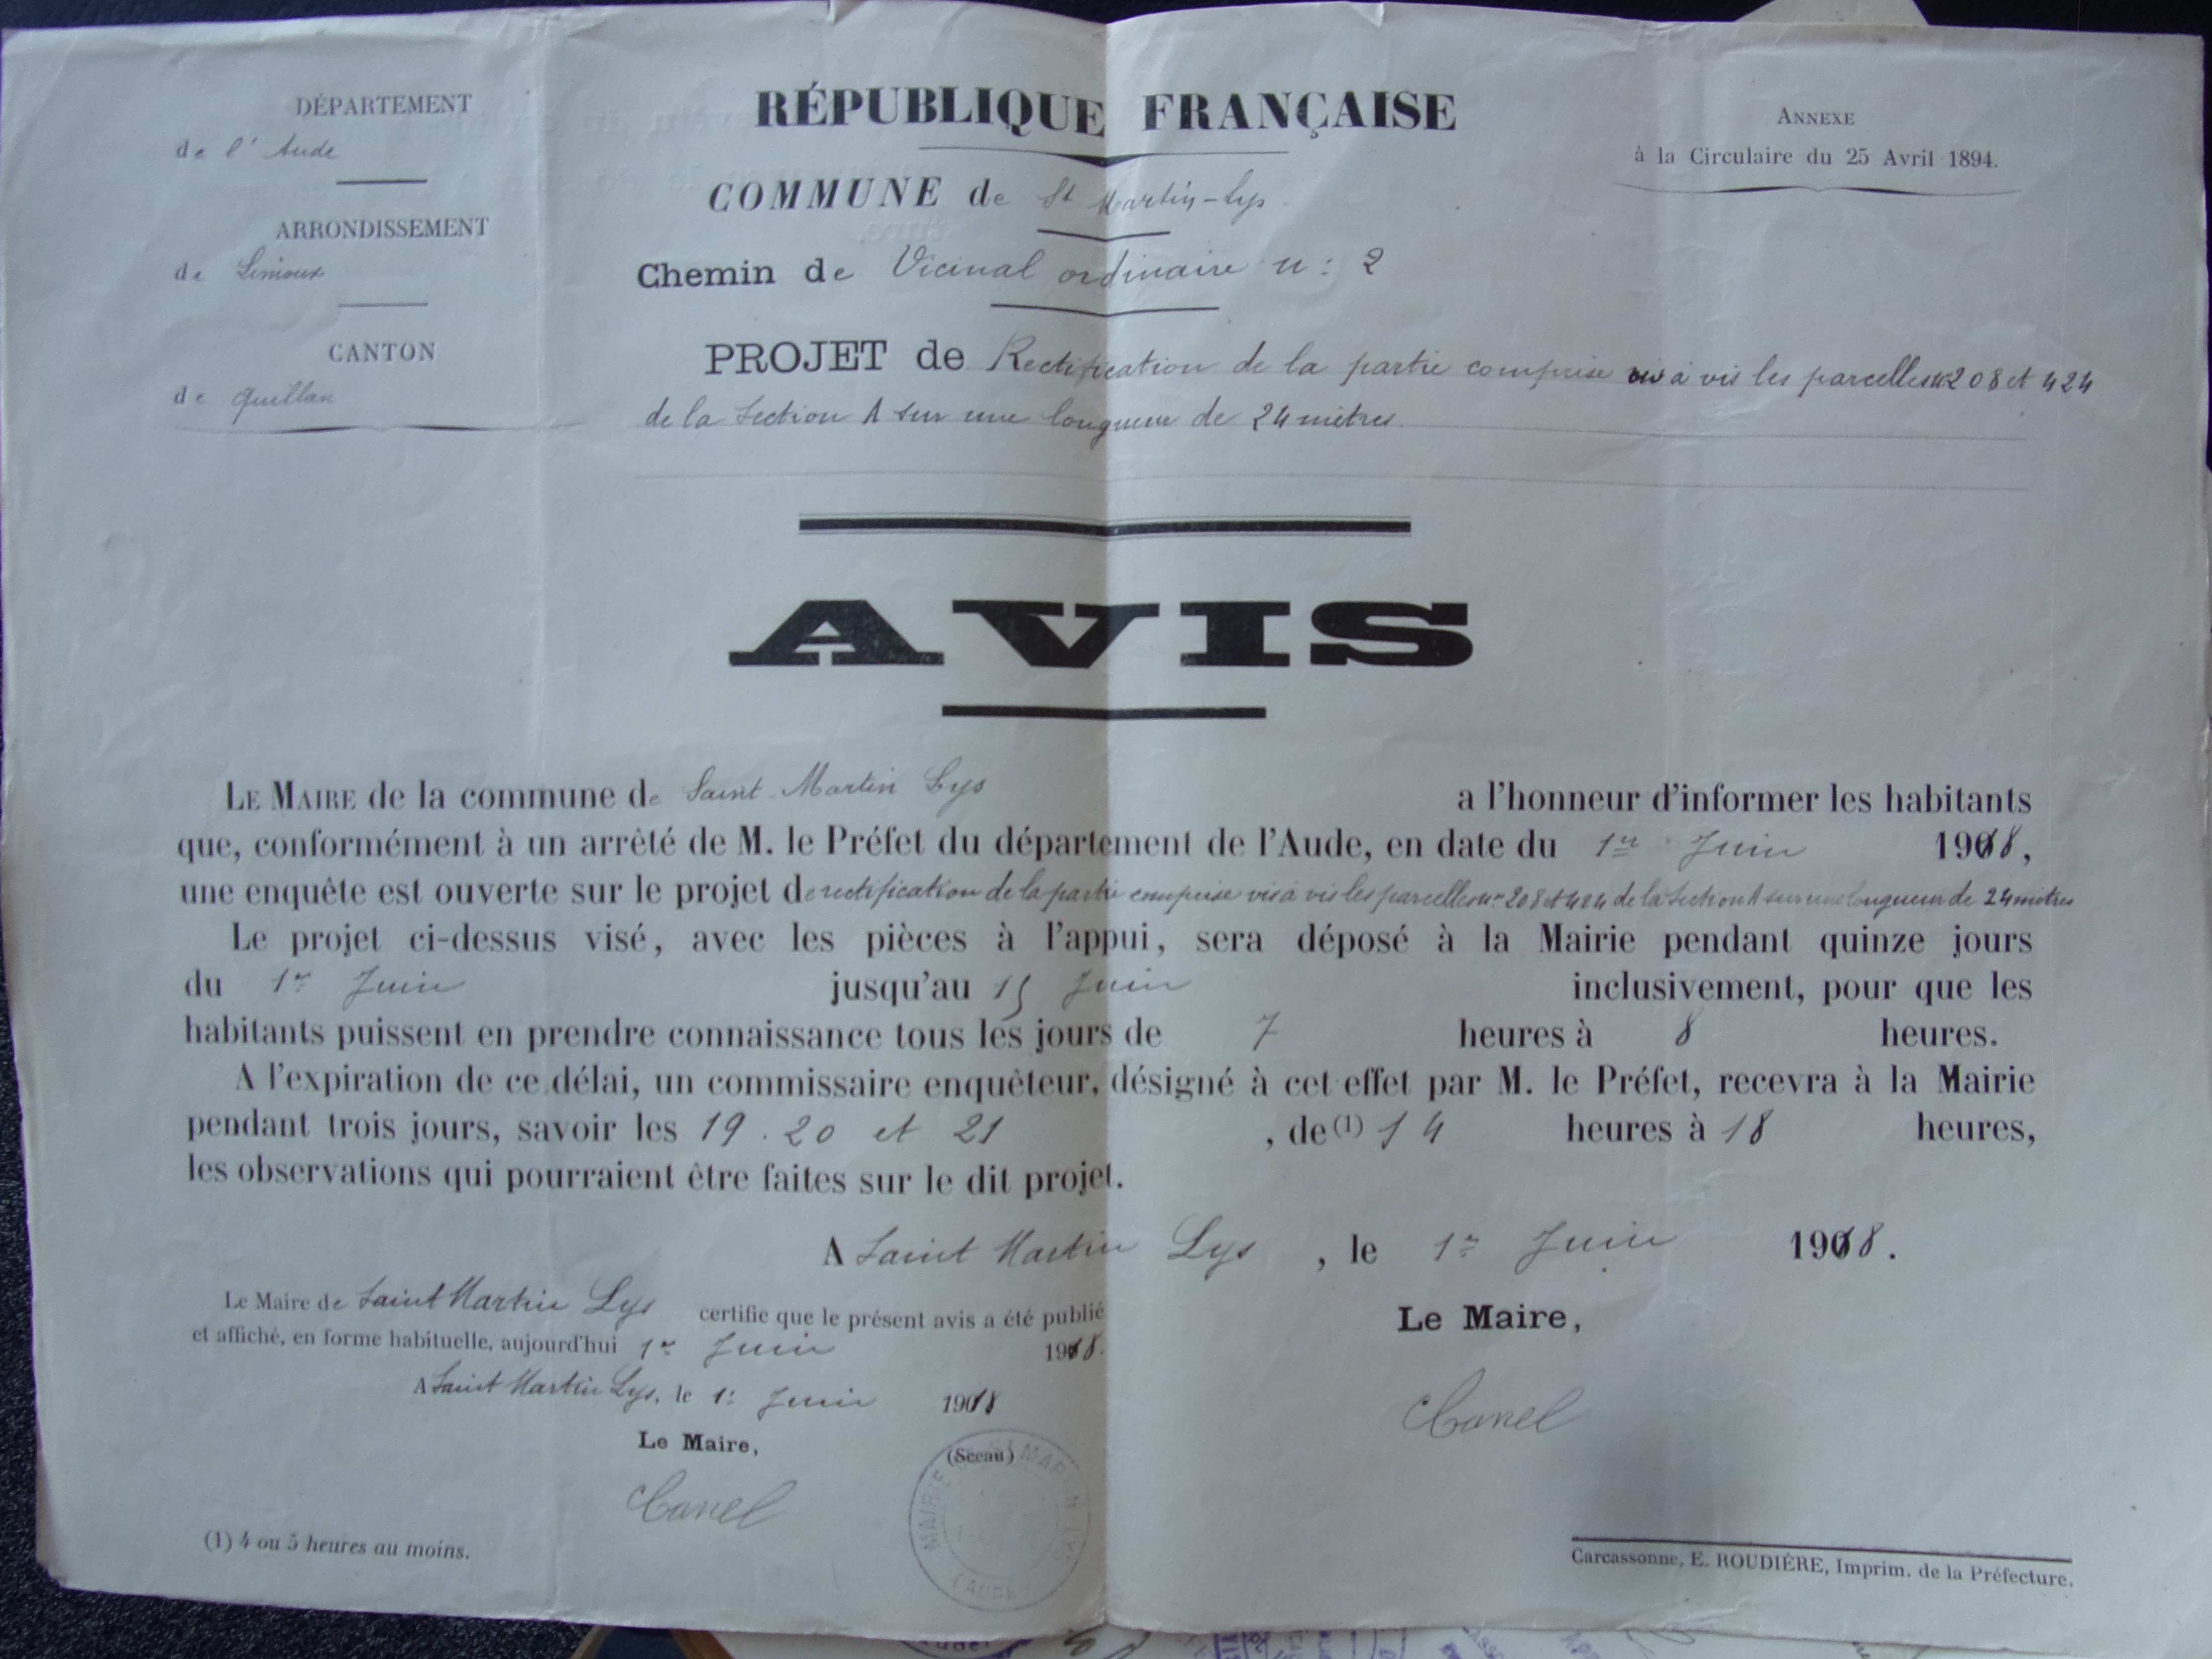 DÉPARTEMENT
de l'Aude
ARRONDISSEMENT
de Limoux
CANTON
de Quillan
RÉPUBLIQUE FRANÇAISE
COMMUNE de St Martin-Lys
Chemin de Vicinal ordinaire n: 2
PROJET de Rectification de la partie comprise vis à vis les parcelles nos 208 et 424
de la Section A sur une longueur de 24 mètres
ANNEXE
à la Circulaire du 25 Avril 1894.
AVIS
LE MAIRE de la commune de Saint Martin Lys a l'honneur d'informer les habitants
que, conformément à un arrêté de M. le Préfet du département de l'Aude, en date du 1er Juin 1918,
une enquête est ouverte sur le projet de rectification de la partie comprise vis à vis les parcelles nos 208 et 424 de la Section A sur une longueur de 24 mètres
Le projet ci-dessus visé, avec les pièces à l'appui, sera déposé à la Mairie pendant quinze jours
du 1er Juin jusqu'au 15 Juin inclusivement, pour que les
habitants puissent en prendre connaissance tous les jours de 7 heures à 8 heures.
A l'expiration de ce délai, un commissaire enquêteur, désigné à cet effet par M. le Préfet, recevra à la Mairie
pendant trois jours, savoir les 19. 20 et 21, de (1) 14 heures à 18 heures,
les observations qui pourraient être faites sur le dit projet.
A Saint Martin Lys, le 1er Juin 1918.
Le Maire,
Canel
Le Maire de Saint Martin Lys certifie que le présent avis a été publié
et affiché, en forme habituelle, aujourd'hui 1er Juin 1918.
A Saint Martin Lys, le 1er Juin 1918
Le Maire,
Canel
(Sceau)
MAIRIE DE ST MARTIN-LYS
(AUDE)
(1) 4 ou 5 heures au moins.
Carcassonne, E. ROUDIÈRE, Imprim. de la Préfecture.